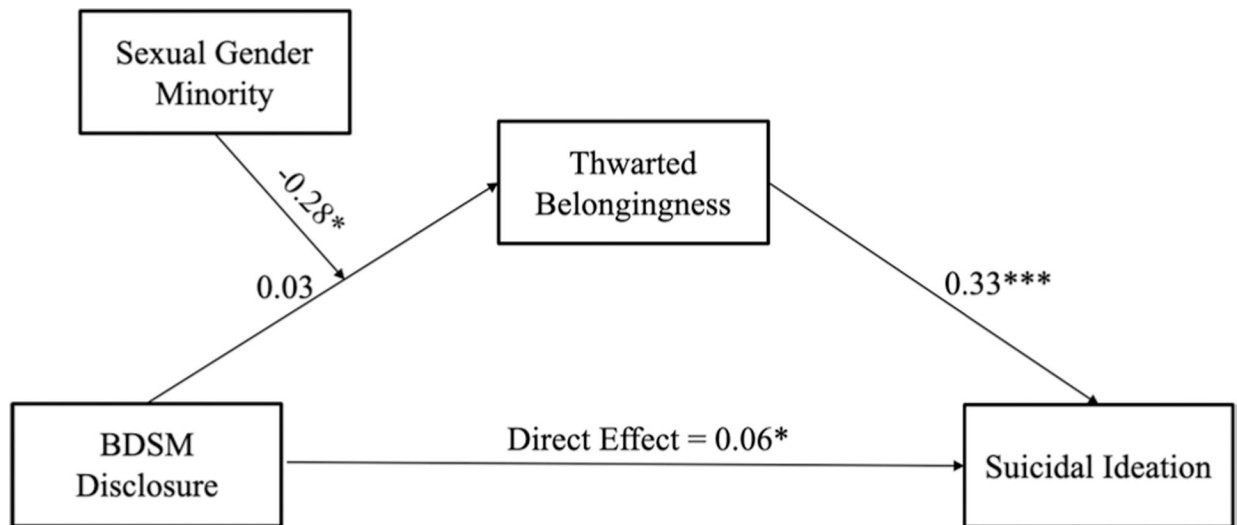 Sexual Gender
Minority
Thwarted
Belongingness
-0.28*
0.03
0.33***
BDSM
Disclosure
Direct Effect = 0.06*
Suicidal Ideation